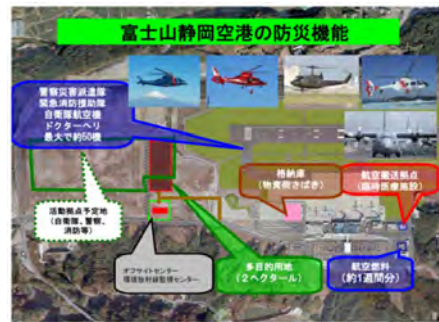 富士山静岡空港の防災機能
警察災害派遣隊
緊急消防援助隊
自衛隊航空機
ドクターヘリ
最大で約50機
格納庫
(物資荷さばき)
航空搬送拠点
(臨時医療施設)
活動拠点予定地
(自衛隊、警察、
消防等)
オフサイトセンター
環境放射線監視センター
多目的用地
(2ヘクタール)
航空燃料
(約1週間分)